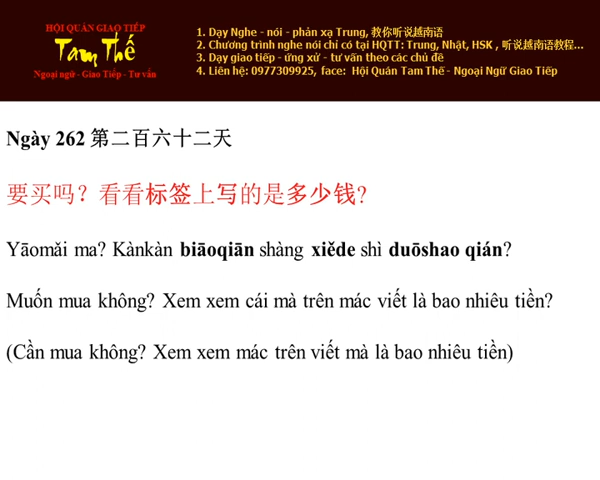 HỘI QUÁN GIAO TIẾP
Tam Thế
Ngoại ngữ - Giao Tiếp - Tư vấn
1. Dạy Nghe - nói - phản xạ Trung, 教你听说越南语
2. Chương trình nghe nói chỉ có tại HQTT: Trung, Nhật, HSK , 听说越南语教程...
3. Dạy giao tiếp - ứng xử - tư vấn theo các chủ đề
4. Liên hệ: 0977309925, face: Hội Quán Tam Thế - Ngoại Ngữ Giao Tiếp
Ngày 262 第二百六十二天
要买吗？看看标签上写的是多少钱?
Yāomǎi ma? Kànkàn biāoqiān shàng xiěde shì duōshao qián?
Muốn mua không? Xem xem cái mà trên mác viết là bao nhiêu tiền?
(Cần mua không? Xem xem mác trên viết mà là bao nhiêu tiền)